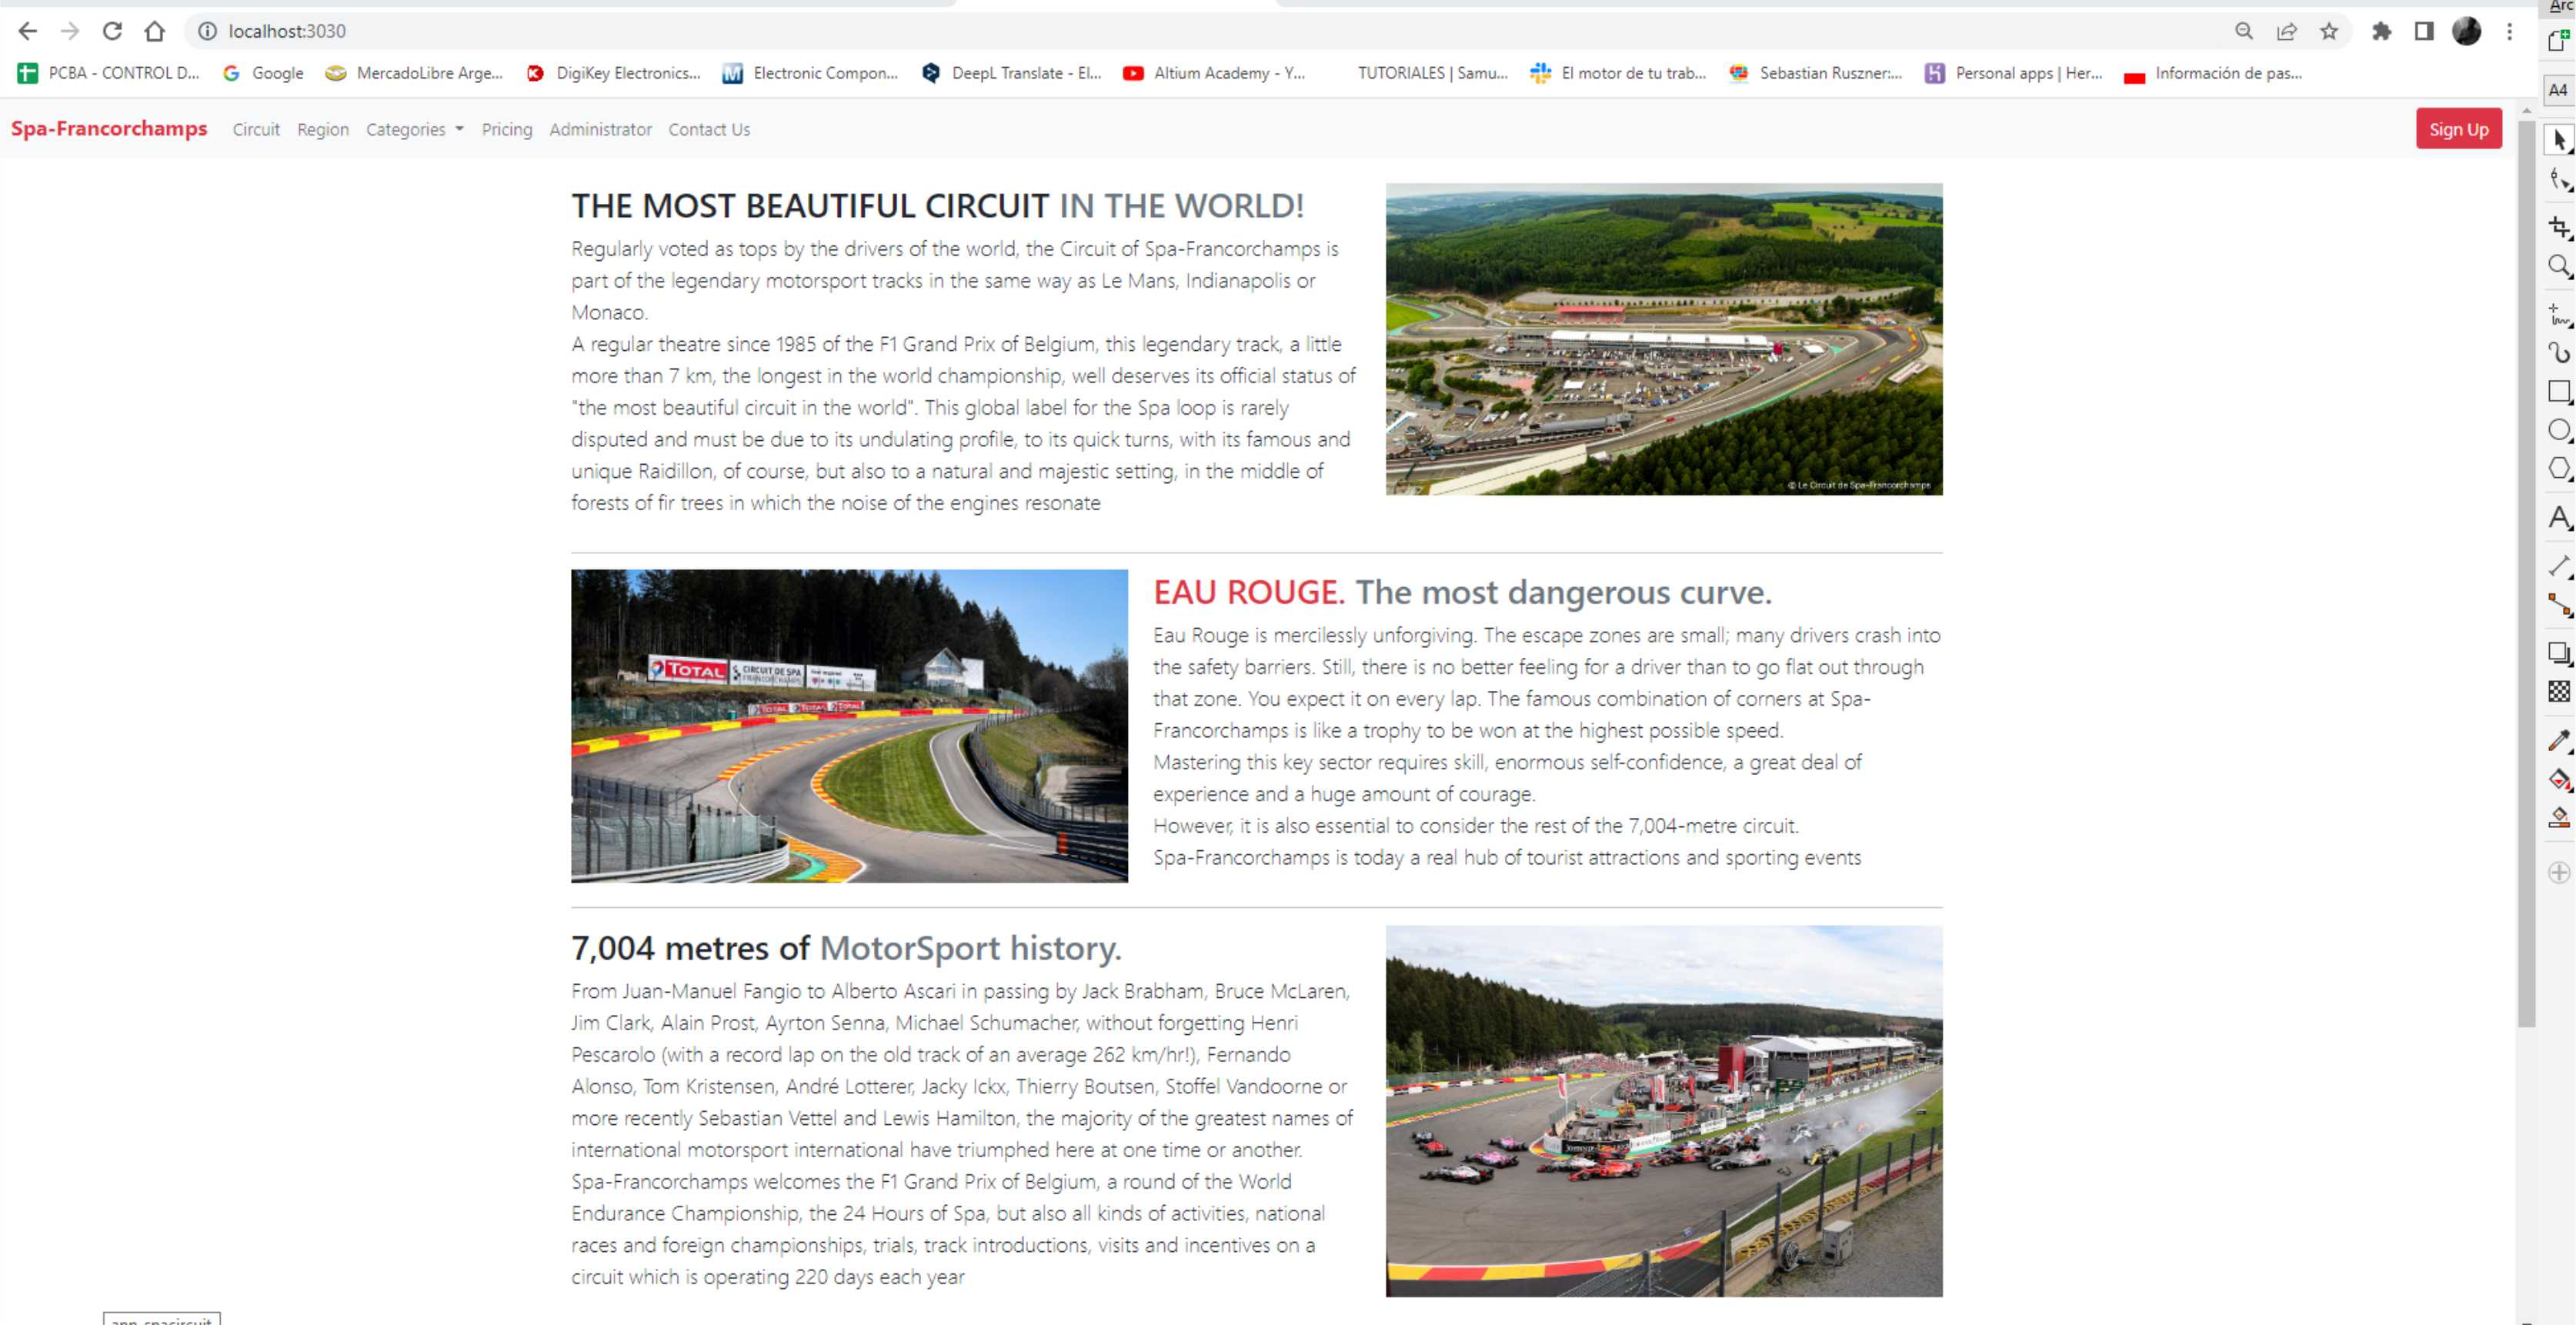 Arc
localhost:3030
PCBA - CONTROL D... Google MercadoLibre Arge... DigiKey Electronics... Electronic Compon... DeepL Translate - El... Altium Academy - Y... TUTORIALES | Samu... El motor de tu trab... Sebastian Ruszner:... Personal apps | Her... Información de pas...
A4
Spa-Francorchamps Circuit Region Categories Pricing Administrator Contact Us Sign Up
THE MOST BEAUTIFUL CIRCUIT IN THE WORLD!
Regularly voted as tops by the drivers of the world, the Circuit of Spa-Francorchamps is
part of the legendary motorsport tracks in the same way as Le Mans, Indianapolis or
Monaco.
A regular theatre since 1985 of the F1 Grand Prix of Belgium, this legendary track, a little
more than 7 km, the longest in the world championship, well deserves its official status of
"the most beautiful circuit in the world". This global label for the Spa loop is rarely
disputed and must be due to its undulating profile, to its quick turns, with its famous and
unique Raidillon, of course, but also to a natural and majestic setting, in the middle of
forests of fir trees in which the noise of the engines resonate
© Le Circuit de Spa-Francorchamps
TOTAL
CIRCUIT DE SPA
FRANCORCHAMPS
TOTAL TOTAL TOTAL
EAU ROUGE. The most dangerous curve.
Eau Rouge is mercilessly unforgiving. The escape zones are small; many drivers crash into
the safety barriers. Still, there is no better feeling for a driver than to go flat out through
that zone. You expect it on every lap. The famous combination of corners at Spa-
Francorchamps is like a trophy to be won at the highest possible speed.
Mastering this key sector requires skill, enormous self-confidence, a great deal of
experience and a huge amount of courage.
However, it is also essential to consider the rest of the 7,004-metre circuit.
Spa-Francorchamps is today a real hub of tourist attractions and sporting events
7,004 metres of MotorSport history.
From Juan-Manuel Fangio to Alberto Ascari in passing by Jack Brabham, Bruce McLaren,
Jim Clark, Alain Prost, Ayrton Senna, Michael Schumacher, without forgetting Henri
Pescarolo (with a record lap on the old track of an average 262 km/hr!), Fernando
Alonso, Tom Kristensen, André Lotterer, Jacky Ickx, Thierry Boutsen, Stoffel Vandoorne or
more recently Sebastian Vettel and Lewis Hamilton, the majority of the greatest names of
international motorsport international have triumphed here at one time or another.
Spa-Francorchamps welcomes the F1 Grand Prix of Belgium, a round of the World
Endurance Championship, the 24 Hours of Spa, but also all kinds of activities, national
races and foreign championships, trials, track introductions, visits and incentives on a
circuit which is operating 220 days each year